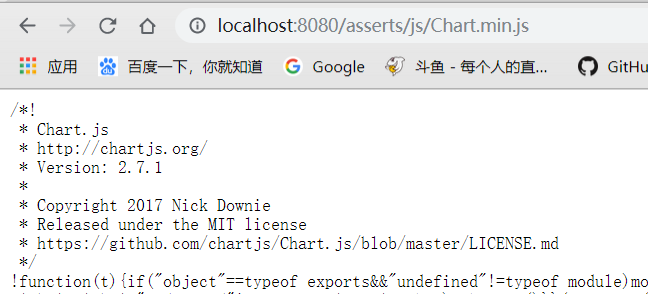 localhost:8080/asserts/js/Chart.min.js
应用 百度一下，你就知道 Google 斗鱼 - 每个人的直... GitHu
/*!
 * Chart.js
 * http://chartjs.org/
 * Version: 2.7.1
 *
 * Copyright 2017 Nick Downie
 * Released under the MIT license
 * https://github.com/chartjs/Chart.js/blob/master/LICENSE.md
 */
!function(t){if("object"==typeof exports&&"undefined"!=typeof module)mo